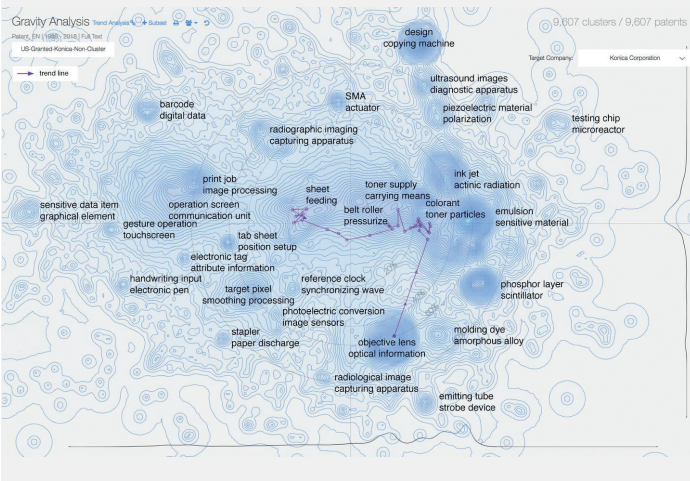 Gravity Analysis Trend Analysis + Subset
9,607 clusters / 9,607 patents
Patent, EN | 1988 - 2018 | Full Text
US-Granted-Konica-Non-Cluster
Target Company: Konica Corporation
trend line
design
copying machine
ultrasound images
diagnostic apparatus
SMA
actuator
barcode
digital data
piezoelectric material
polarization
testing chip
microreactor
radiographic imaging
capturing apparatus
print job
image processing
sheet
feeding
toner supply
carrying means
ink jet
actinic radiation
sensitive data item
graphical element
operation screen
communication unit
belt roller
pressurize
colorant
toner particles
emulsion
sensitive material
gesture operation
touchscreen
tab sheet
position setup
electronic tag
attribute information
handwriting input
electronic pen
target pixel
smoothing processing
reference clock
synchronizing wave
phosphor layer
scintillator
photoelectric conversion
image sensors
stapler
paper discharge
objective lens
optical information
molding dye
amorphous alloy
radiological image
capturing apparatus
emitting tube
strobe device